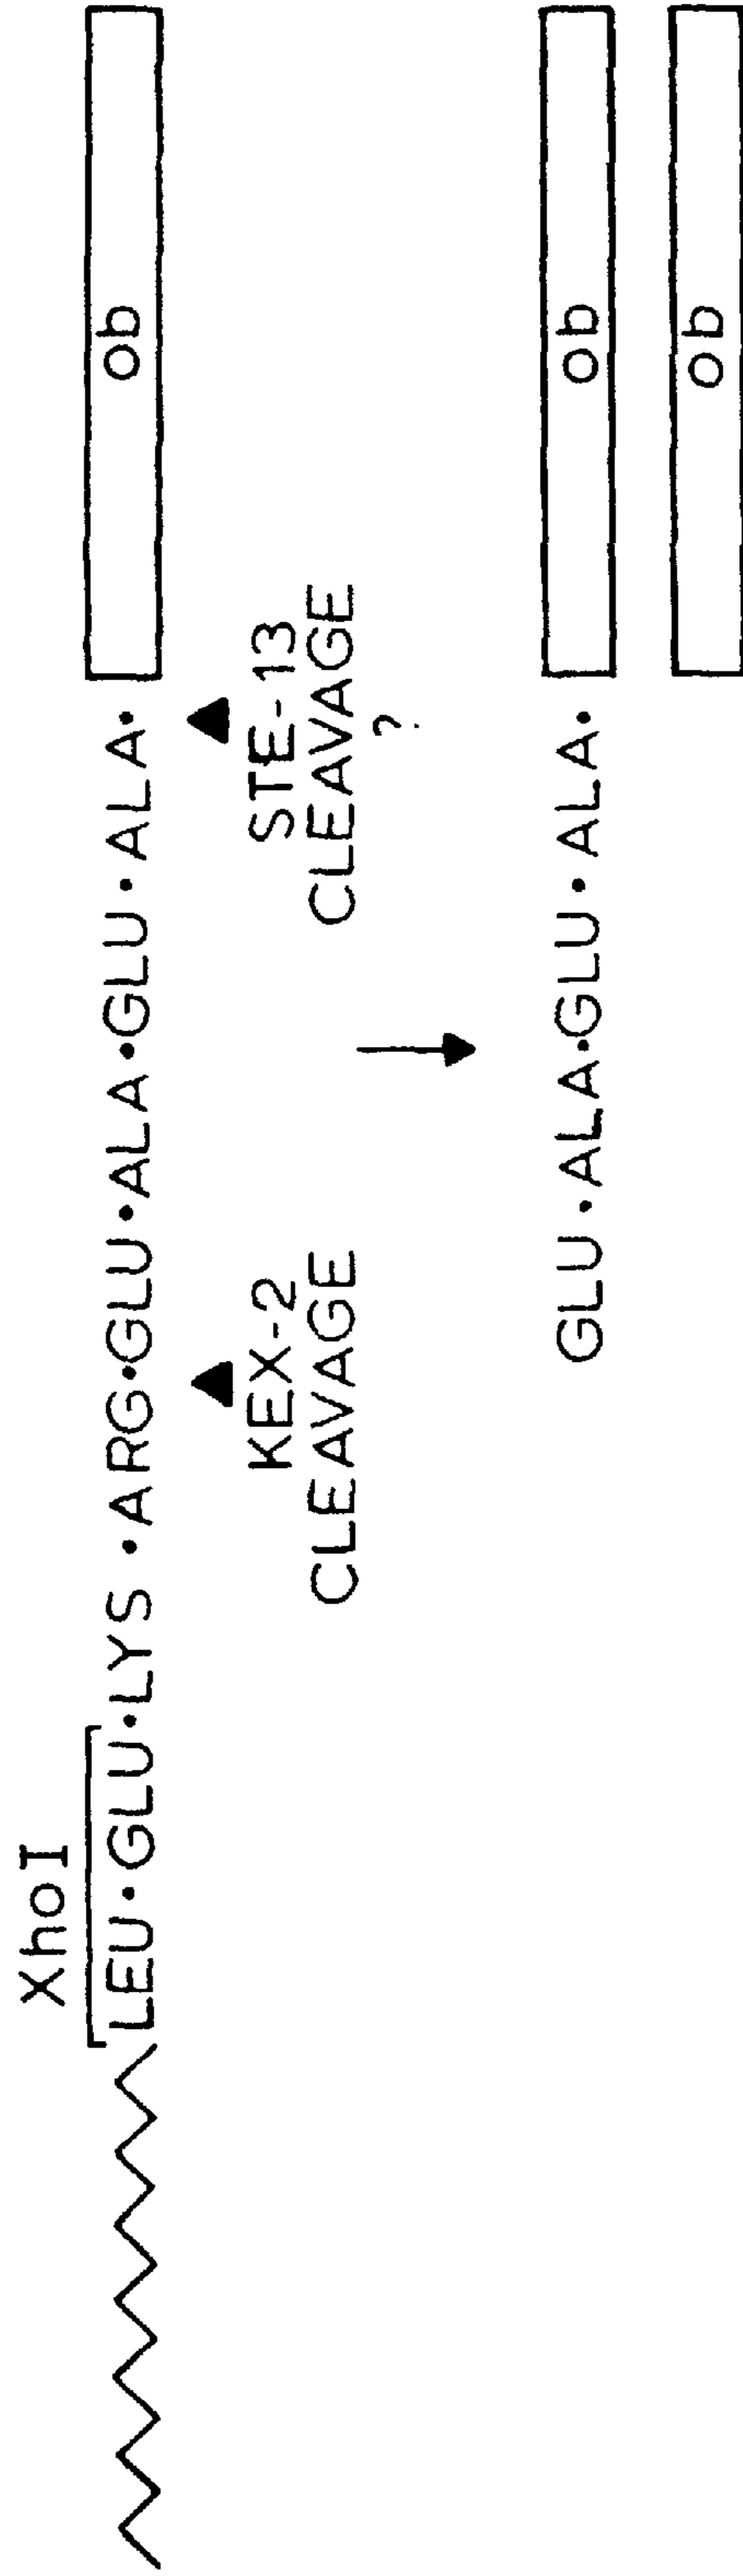 XhoI
LEU·GLU·LYS·ARG·GLU·ALA·GLU·ALA· ob
KEX-2
CLEAVAGE
STE-13
CLEAVAGE
?
GLU·ALA·GLU·ALA· ob
ob